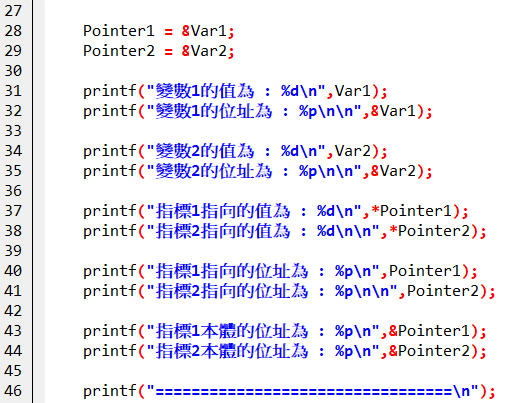 27
28 Pointer1 = &Var1;
29 Pointer2 = &Var2;
30
31 printf("變數1的值為 : %d\n",Var1);
32 printf("變數1的位址為 : %p\n\n",&Var1);
33
34 printf("變數2的值為 : %d\n",Var2);
35 printf("變數2的位址為 : %p\n\n",&Var2);
36
37 printf("指標1指向的值為 : %d\n",*Pointer1);
38 printf("指標2指向的值為 : %d\n\n",*Pointer2);
39
40 printf("指標1指向的位址為 : %p\n",Pointer1);
41 printf("指標2指向的位址為 : %p\n\n",Pointer2);
42
43 printf("指標1本體的位址為 : %p\n",&Pointer1);
44 printf("指標2本體的位址為 : %p\n",&Pointer2);
45
46 printf("=================================\n");